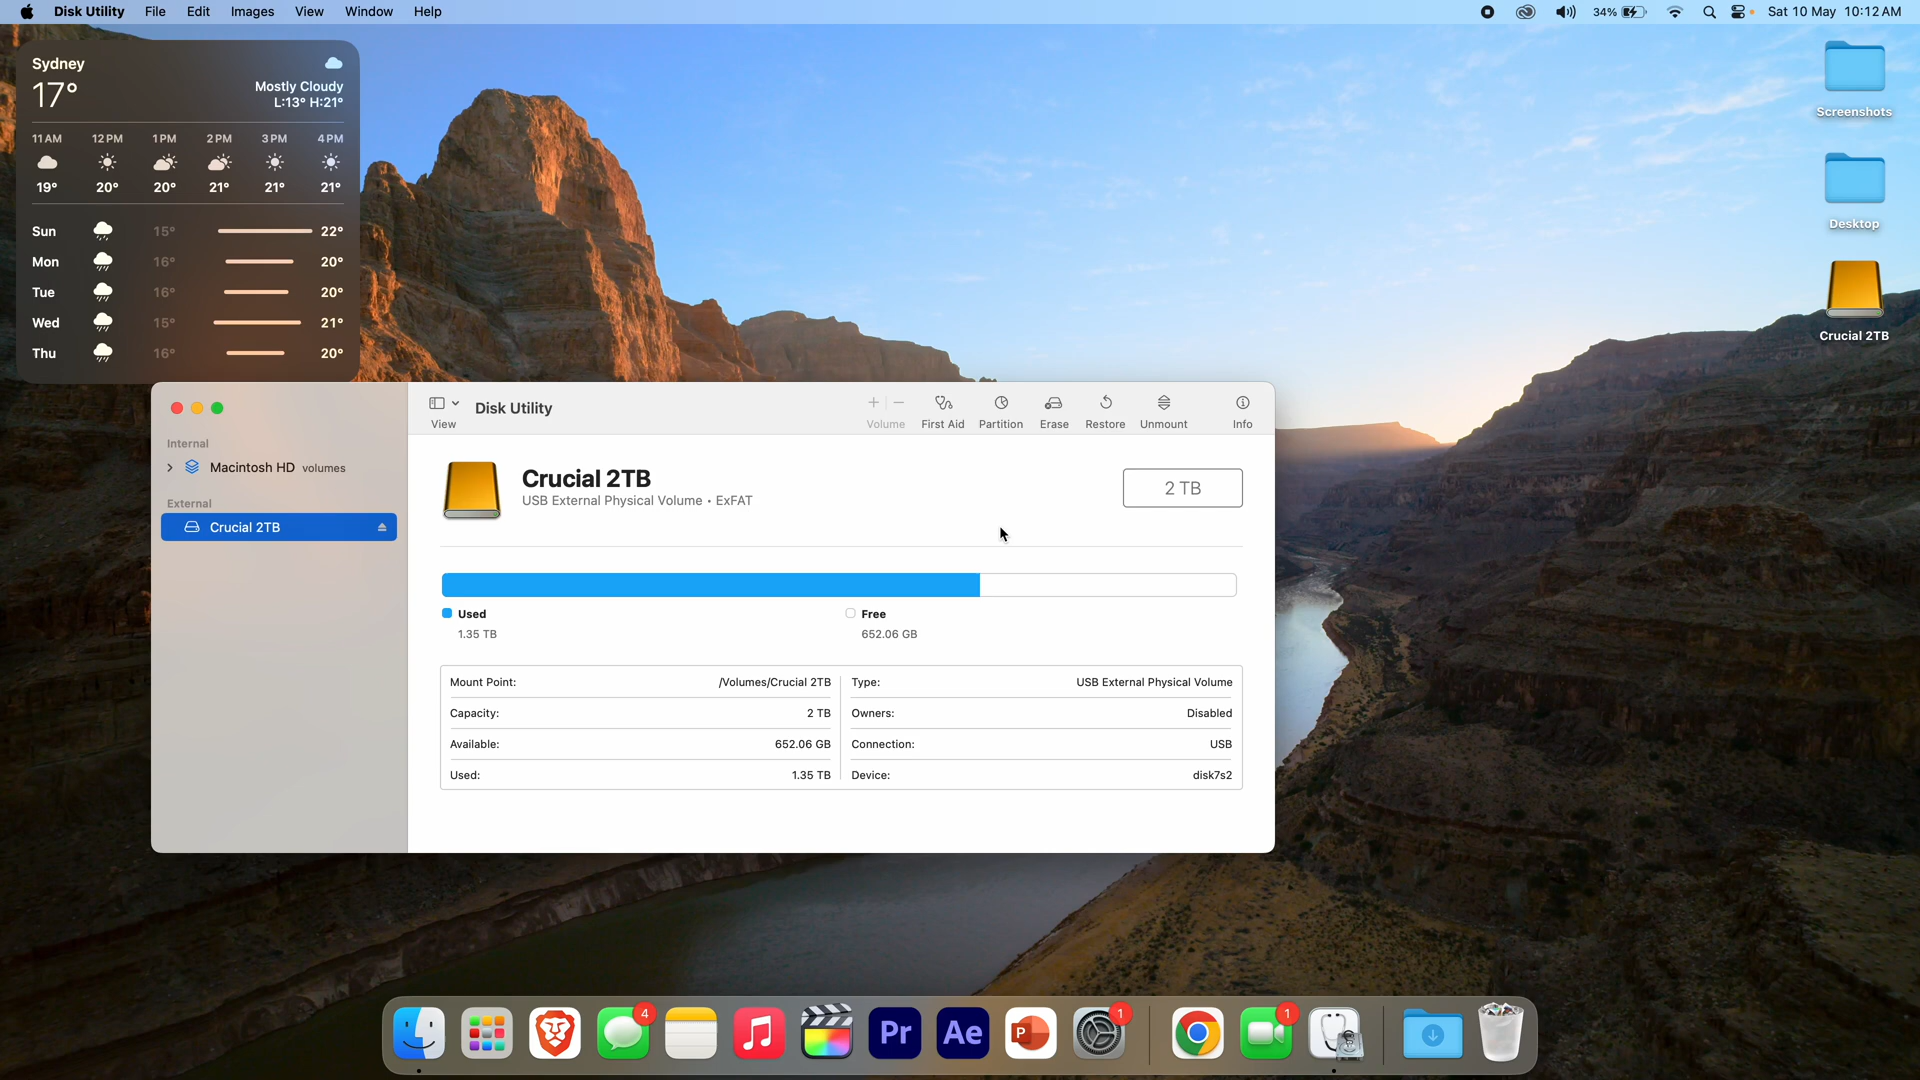 Disk Utility File Edit Images View Window Help
34% Sat 10 May 10:12 AM
Sydney
17°
Mostly Cloudy
L:13° H:21°
11 AM 12 PM 1 PM 2 PM 3 PM 4 PM
19° 20° 20° 21° 21° 21°
Sun 15° 22°
Mon 16° 20°
Tue 16° 20°
Wed 15° 21°
Thu 16° 20°
Screenshots
Desktop
Crucial 2TB
Internal
Macintosh HD volumes
External
Crucial 2TB
View
Disk Utility
Volume First Aid Partition Erase Restore Unmount Info
Crucial 2TB
USB External Physical Volume • ExFAT
2 TB
Used
1.35 TB
Free
652.06 GB
Mount Point: /Volumes/Crucial 2TB
Capacity: 2 TB
Available: 652.06 GB
Used: 1.35 TB
Type: USB External Physical Volume
Owners: Disabled
Connection: USB
Device: disk7s2
4
Pr
Ae
P
1
1